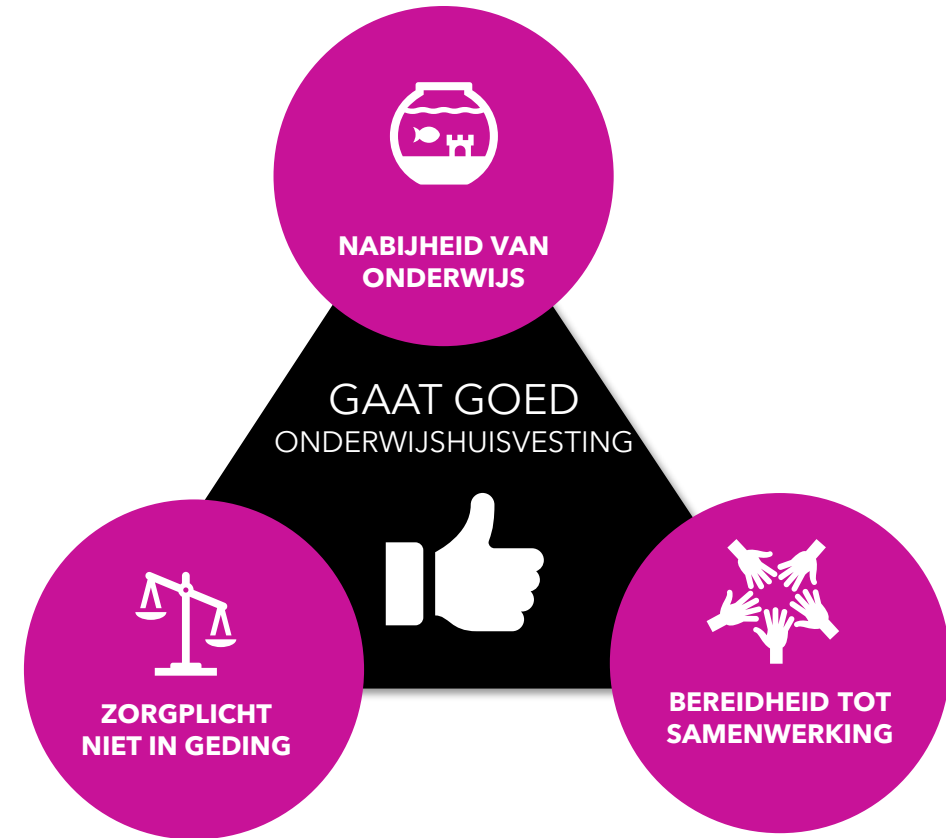 NABIJHEID VAN
ONDERWIJS
GAAT GOED
ONDERWIJSHUISVESTING
ZORGPLICHT
NIET IN GEDING
BEREIDHEID TOT
SAMENWERKING